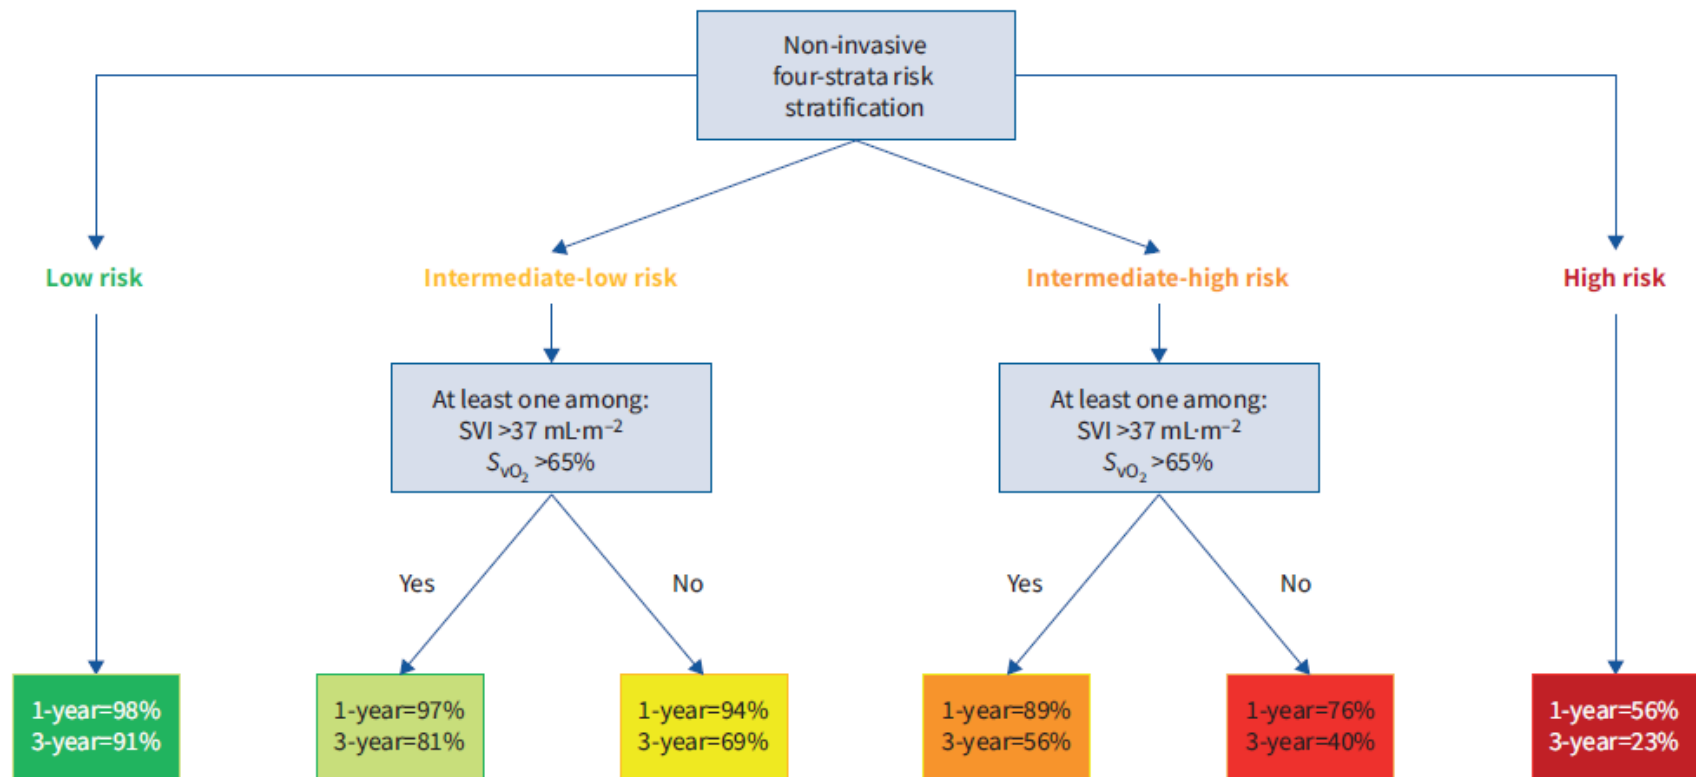 Non-invasive
four-strata risk
stratification
Low risk
Intermediate-low risk
Intermediate-high risk
High risk
At least one among:
SVI >37 mL·m⁻²
SvO₂ >65%
At least one among:
SVI >37 mL·m⁻²
SvO₂ >65%
Yes
No
Yes
No
1-year=98%
3-year=91%
1-year=97%
3-year=81%
1-year=94%
3-year=69%
1-year=89%
3-year=56%
1-year=76%
3-year=40%
1-year=56%
3-year=23%